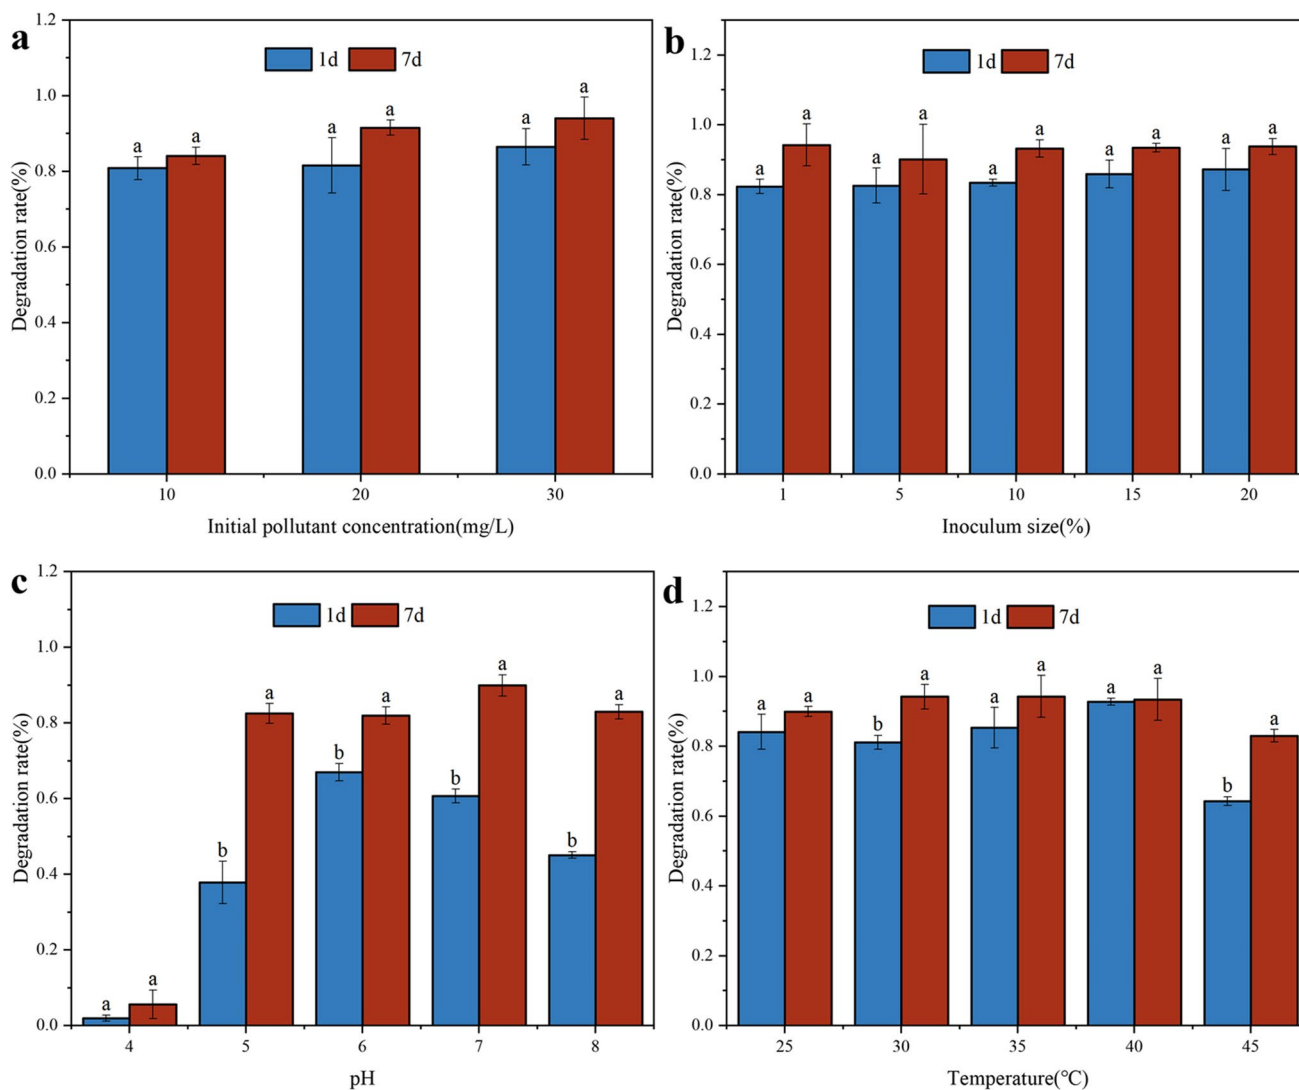 a
1d 7d
Degradation rate(%)
1.2
1.0
0.8
0.6
0.4
0.2
0.0
a a a a a a
10 20 30
Initial pollutant concentration(mg/L)
b
1d 7d
Degradation rate(%)
1.2
1.0
0.8
0.6
0.4
0.2
0.0
a a a a a a a a a a
1 5 10 15 20
Inoculum size(%)
c
1d 7d
Degradation rate(%)
1.2
1.0
0.8
0.6
0.4
0.2
0.0
a a b a b a b a b a
4 5 6 7 8
pH
d
1d 7d
Degradation rate(%)
1.2
1.0
0.8
0.6
0.4
0.2
0.0
a a b a a a a a b a
25 30 35 40 45
Temperature(℃)